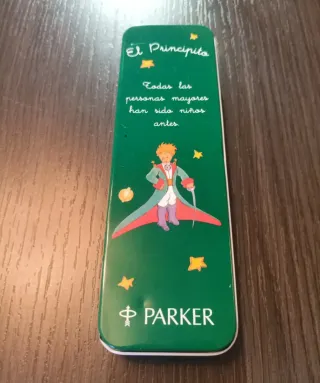 El Principito
Todas las
personas mayores
han sido niños
antes.
PARKER